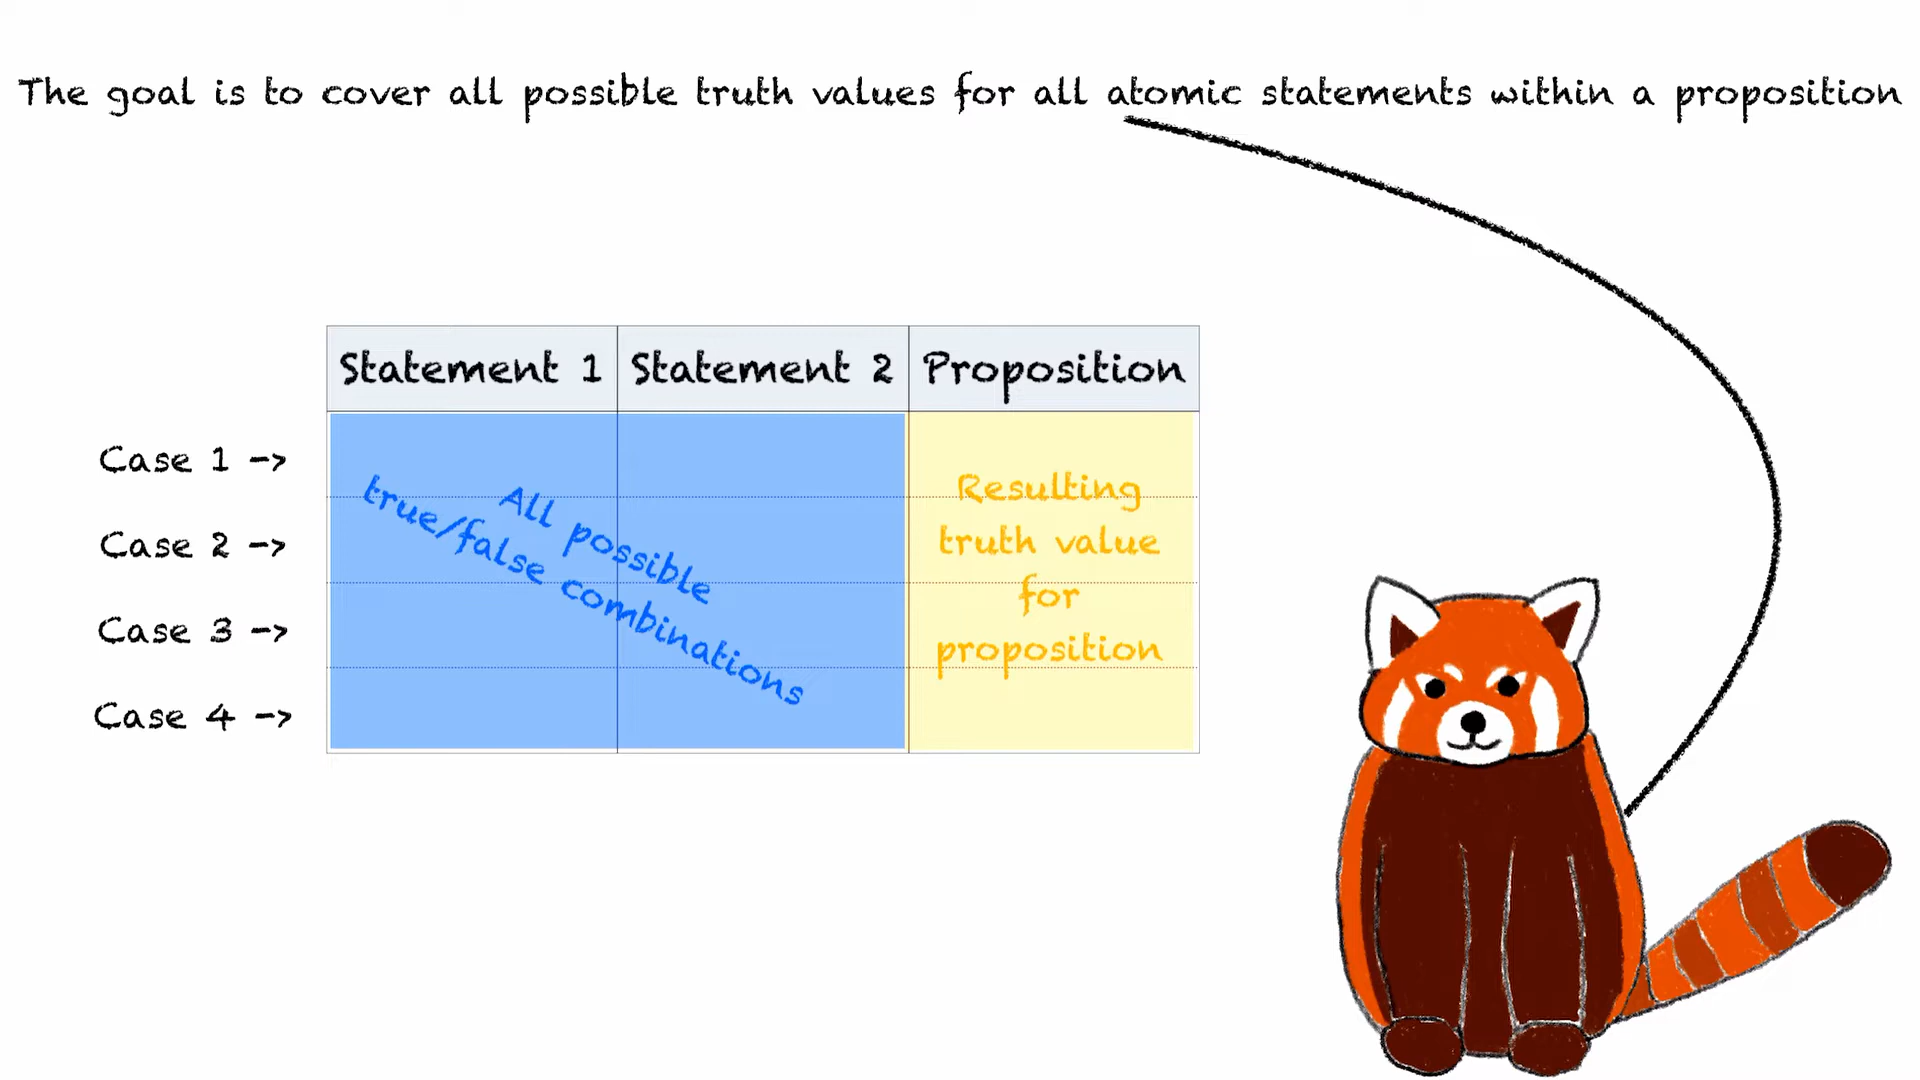 The goal is to cover all possible truth values for all atomic statements within a proposition
Statement 1 Statement 2 Proposition
Case 1 ->
Case 2 ->
Case 3 ->
Case 4 ->
All possible
true/false combinations
Resulting
truth value
for
proposition